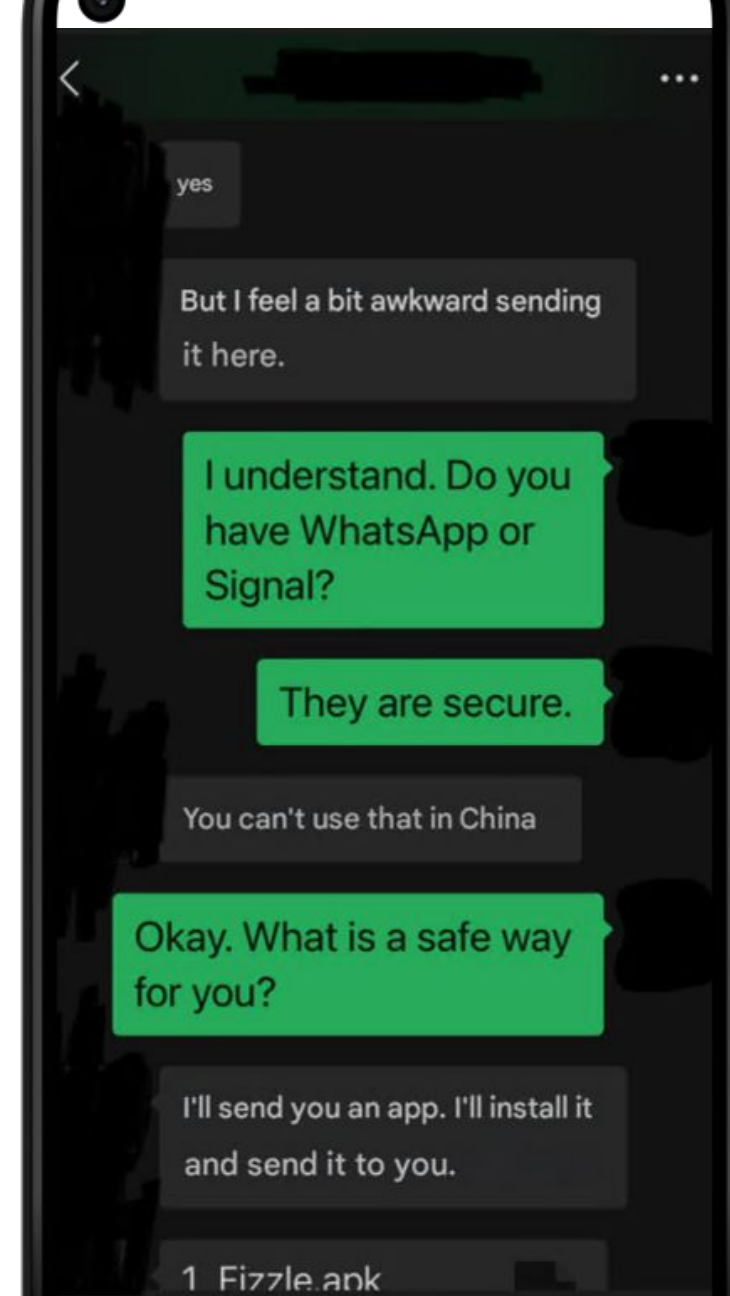 yes
But I feel a bit awkward sending
it here.
I understand. Do you
have WhatsApp or
Signal?
They are secure.
You can't use that in China
Okay. What is a safe way
for you?
I'll send you an app. I'll install it
and send it to you.
1 Fizzle.apk